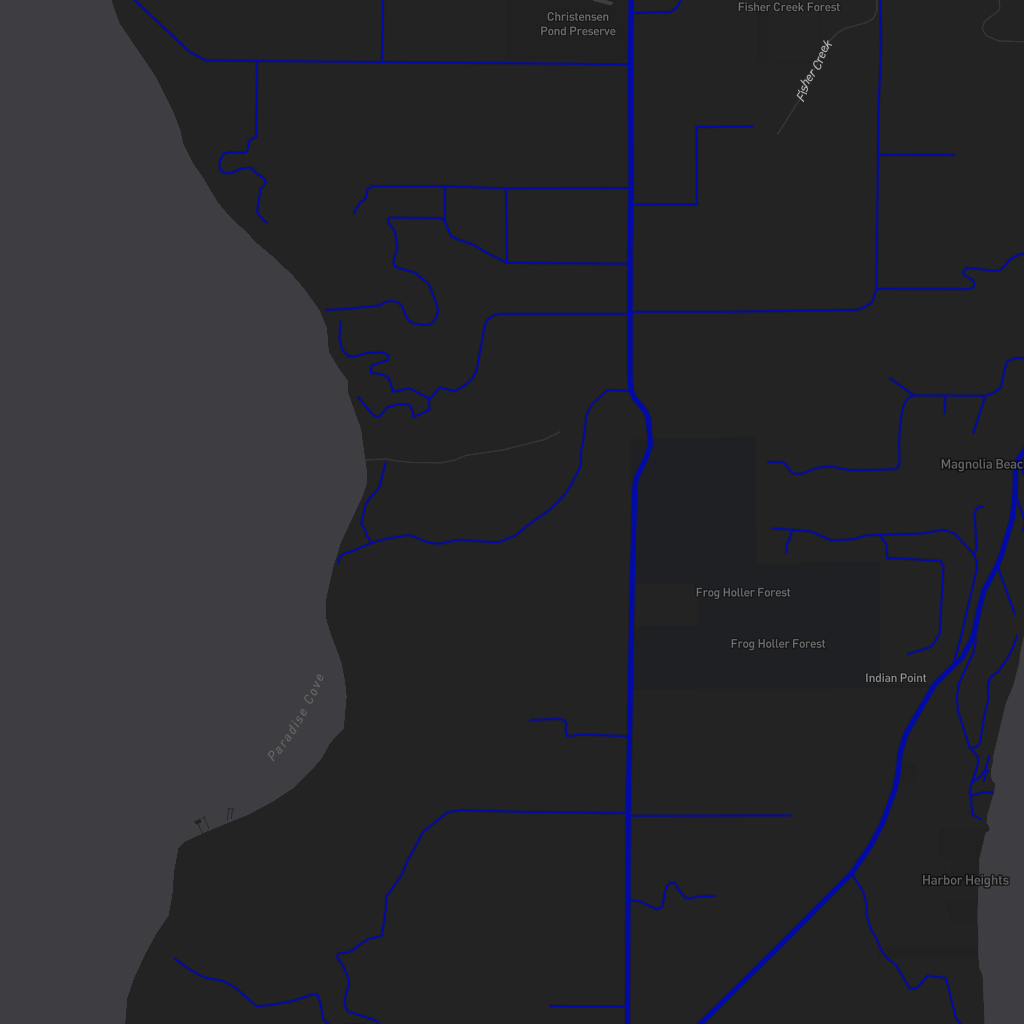 Christensen
Pond Preserve
Fisher Creek Forest
Fisher Creek
Magnolia Beac
Frog Holler Forest
Frog Holler Forest
Indian Point
Paradise Cove
Harbor Heights